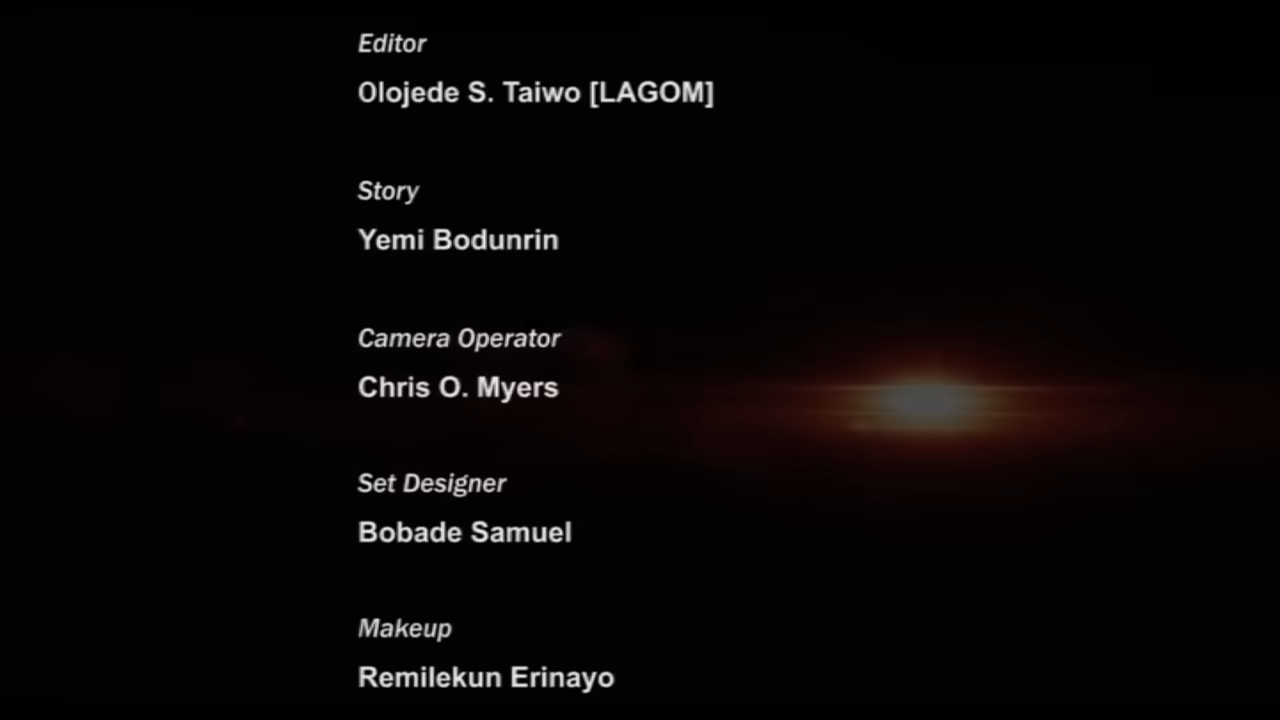 Editor
Olojede S. Taiwo [LAGOM]
Story
Yemi Bodunrin
Camera Operator
Chris O. Myers
Set Designer
Bobade Samuel
Makeup
Remilekun Erinayo